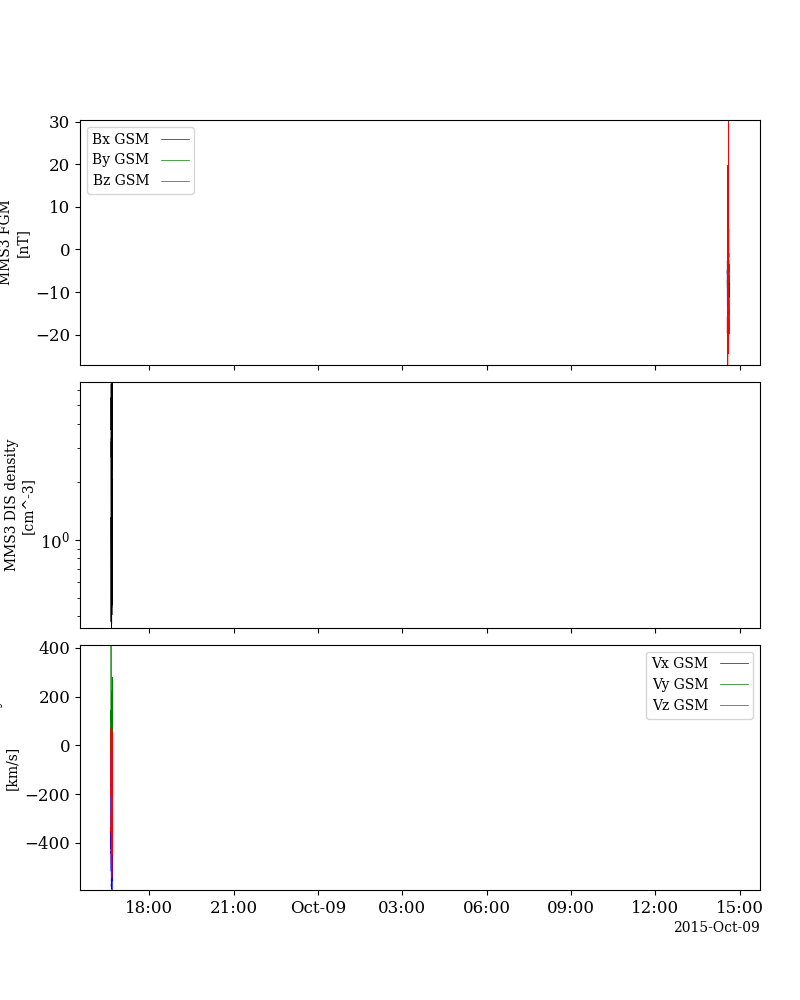 30
20
10
0
−10
−20
MMS3 FGM
[nT]
Bx GSM
By GSM
Bz GSM
10^0
MMS3 DIS density
[cm^-3]
400
200
0
−200
−400
[km/s]
Vx GSM
Vy GSM
Vz GSM
18:00 21:00 Oct-09 03:00 06:00 09:00 12:00 15:00
2015-Oct-09